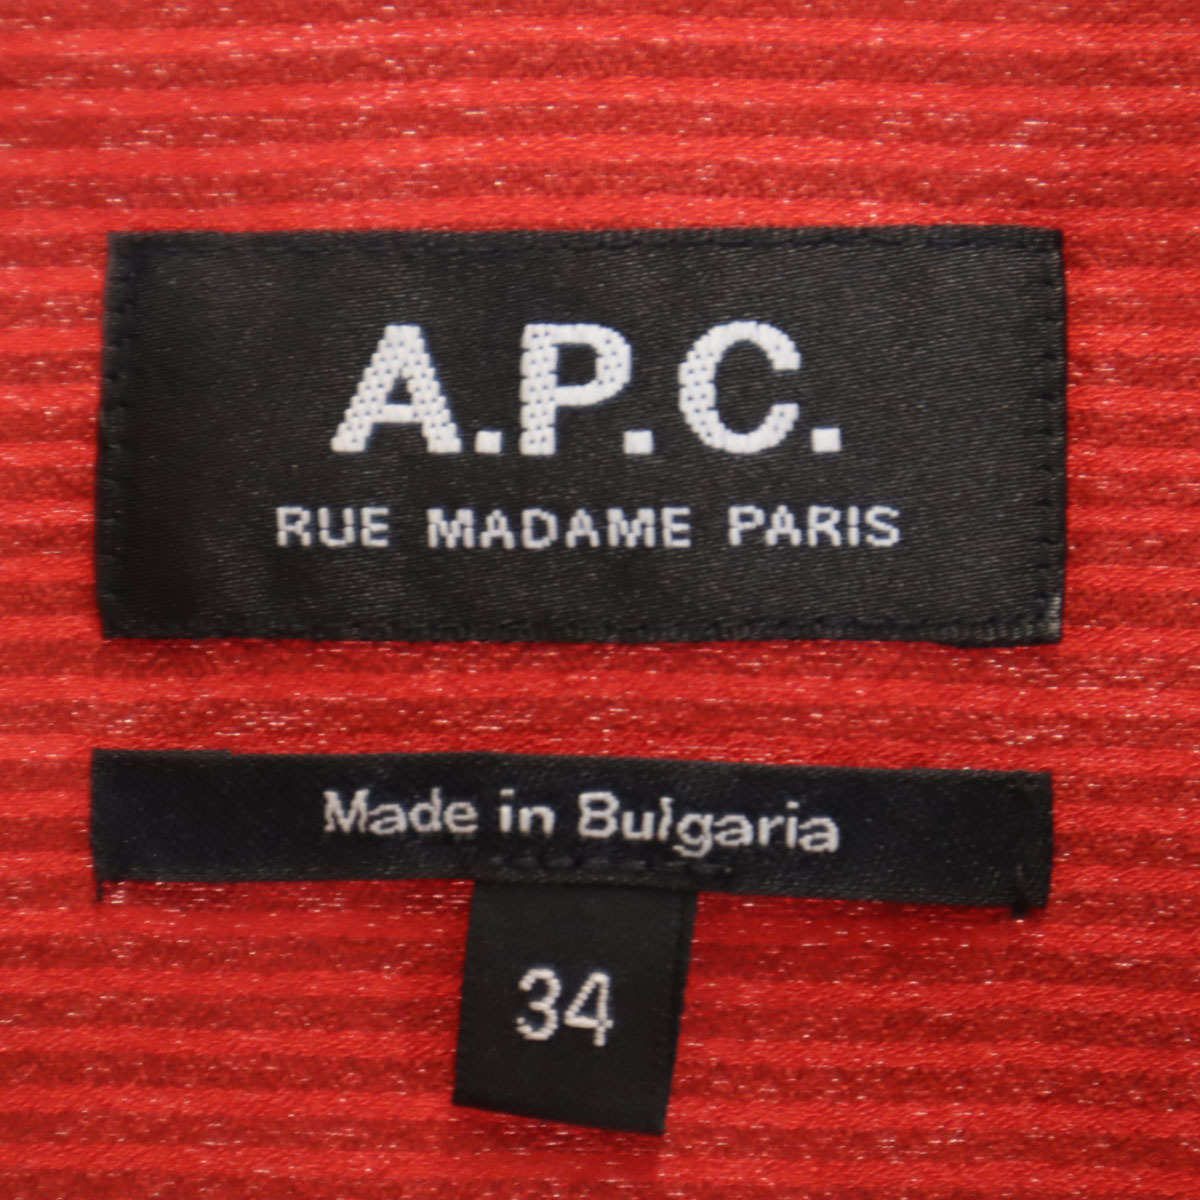 A.P.C.
RUE MADAME PARIS
Made in Bulgaria
34